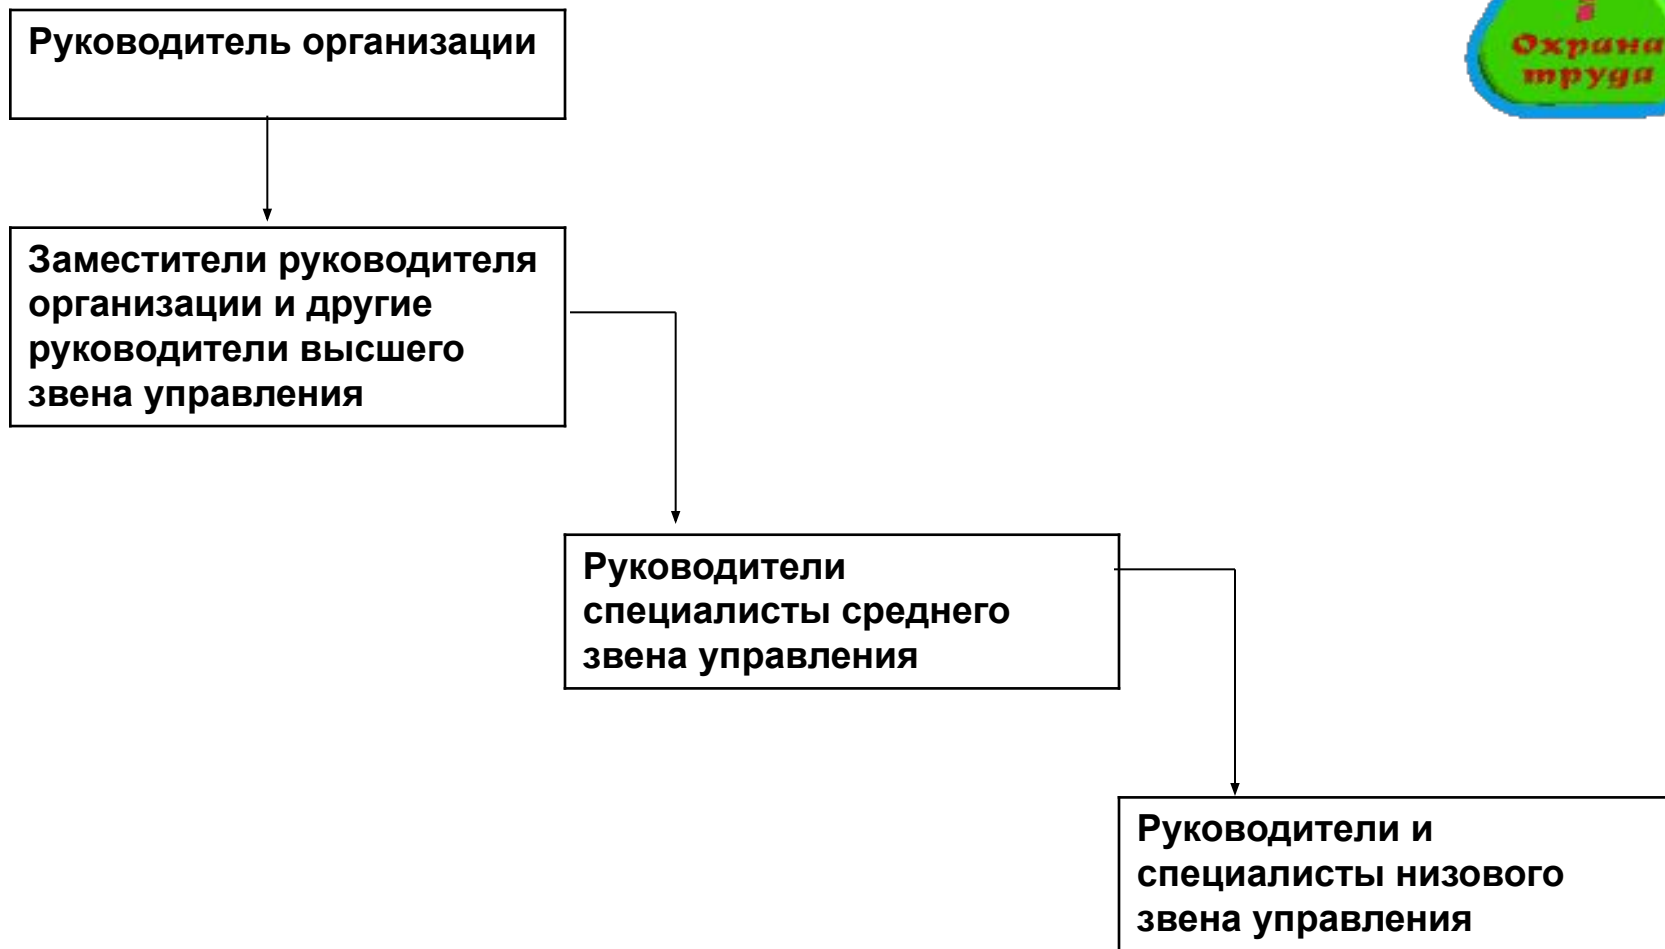 Руководитель организации
Охрана
труда
Заместители руководителя
организации и другие
руководители высшего
звена управления
Руководители
специалисты среднего
звена управления
Руководители и
специалисты низового
звена управления